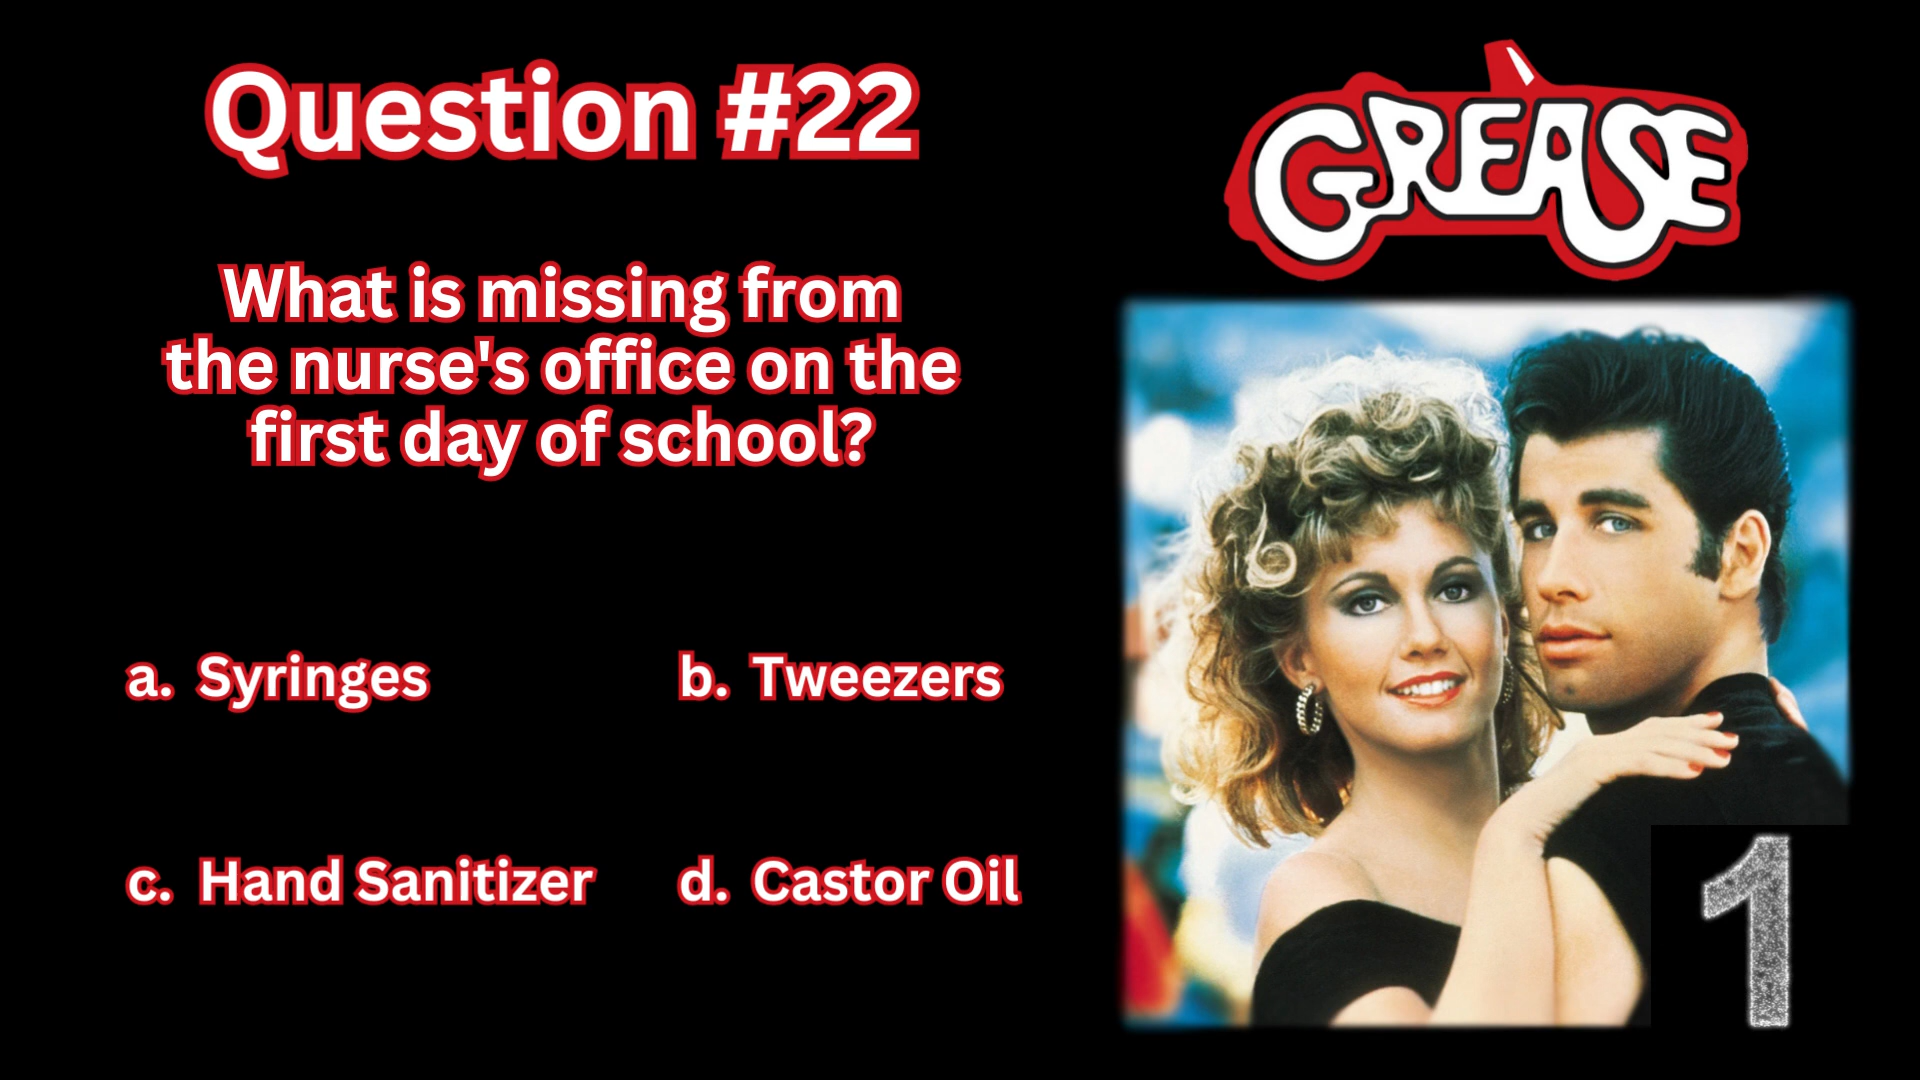 Question #22
What is missing from
the nurse's office on the
first day of school?
a. Syringes
b. Tweezers
c. Hand Sanitizer
d. Castor Oil
GREASE
1